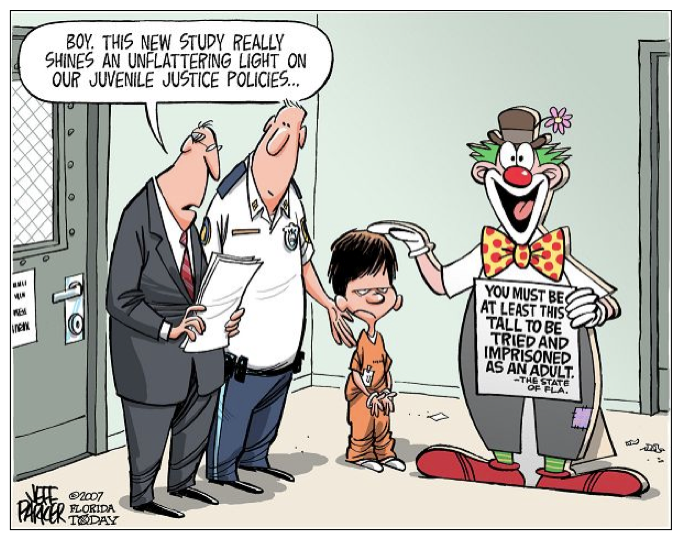 BOY. THIS NEW STUDY REALLY
SHINES AN UNFLATTERING LIGHT ON
OUR JUVENILE JUSTICE POLICIES...
YOU MUST BE
AT LEAST THIS
TALL TO BE
TRIED AND
IMPRISONED
AS AN ADULT.
-THE STATE
OF FLA.
JEFF
PARKER
©2007
FLORIDA
TODAY